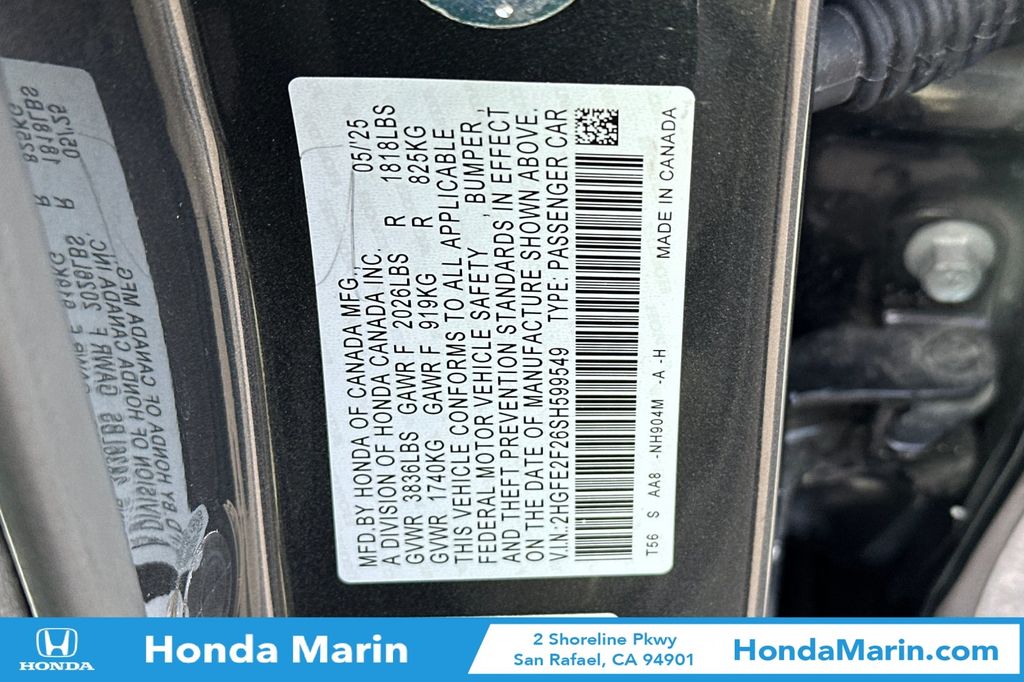 MFD.BY HONDA OF CANADA MFG., 05/'25
A DIVISION OF HONDA CANADA INC.
GVWR 3836LBS GAWR F 2026LBS R 1818LBS
GVWR 1740KG GAWR F 919KG R 825KG
THIS VEHICLE CONFORMS TO ALL APPLICABLE
FEDERAL MOTOR VEHICLE SAFETY , BUMPER ,
AND THEFT PREVENTION STANDARDS IN EFFECT
ON THE DATE OF MANUFACTURE SHOWN ABOVE.
V.I.N.:2HGFE2F26SH599549 TYPE: PASSENGER CAR
T56 S AA8 -NH904M -A -H
MADE IN CANADA
HONDA
Honda Marin
2 Shoreline Pkwy
San Rafael, CA 94901
HondaMarin.com